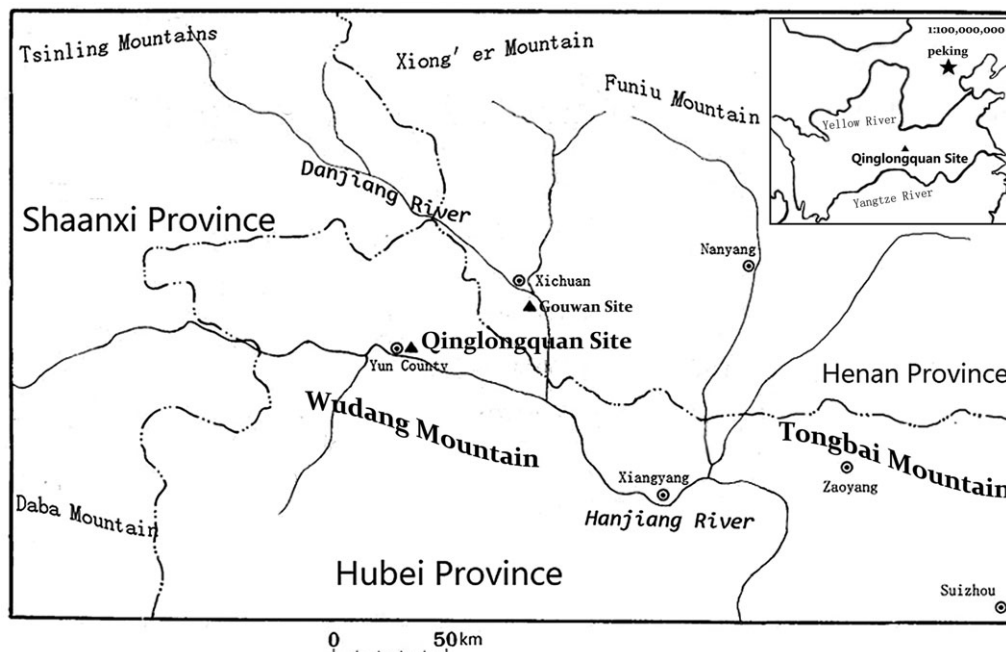 Tsinling Mountains
Xiong' er Mountain
Funiu Mountain
1:100,000,000
peking
Yellow River
Qinglongquan Site
Yangtze River
Danjiang River
Shaanxi Province
Nanyang
Xichuan
Gouwan Site
Qinglongquan Site
Yun County
Henan Province
Wudang Mountain
Tongbai Mountain
Xiangyang
Zaoyang
Daba Mountain
Hanjiang River
Hubei Province
Suizhou
0 50km